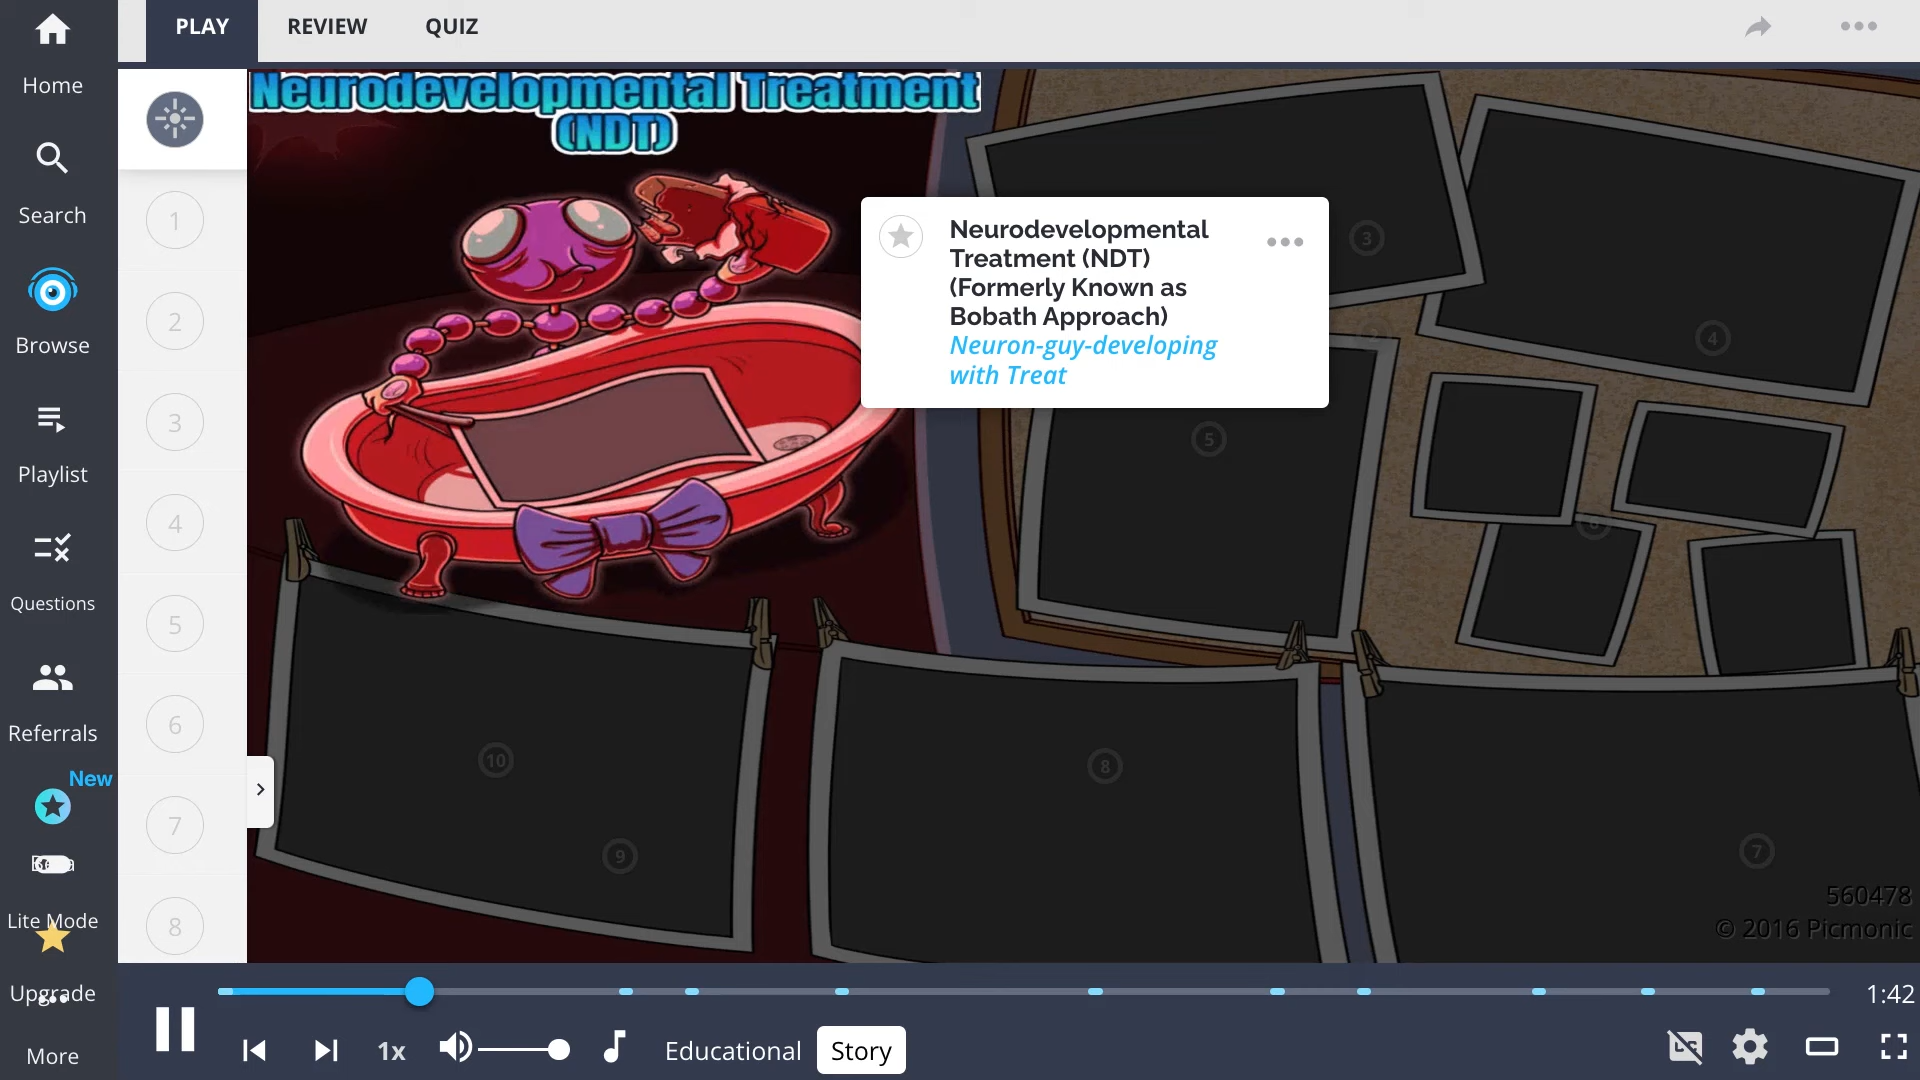 Home
Search
Browse
Playlist
Questions
Referrals
New
Lite Mode
Upgrade
More
PLAY REVIEW QUIZ
1
2
3
4
5
6
7
8
Neurodevelopmental Treatment
(NDT)
Neurodevelopmental
Treatment (NDT)
(Formerly Known as
Bobath Approach)
Neuron-guy-developing
with Treat
3
4
5
6
10
8
9
7
560478
© 2016 Picmonic
1:42
1x
Educational Story